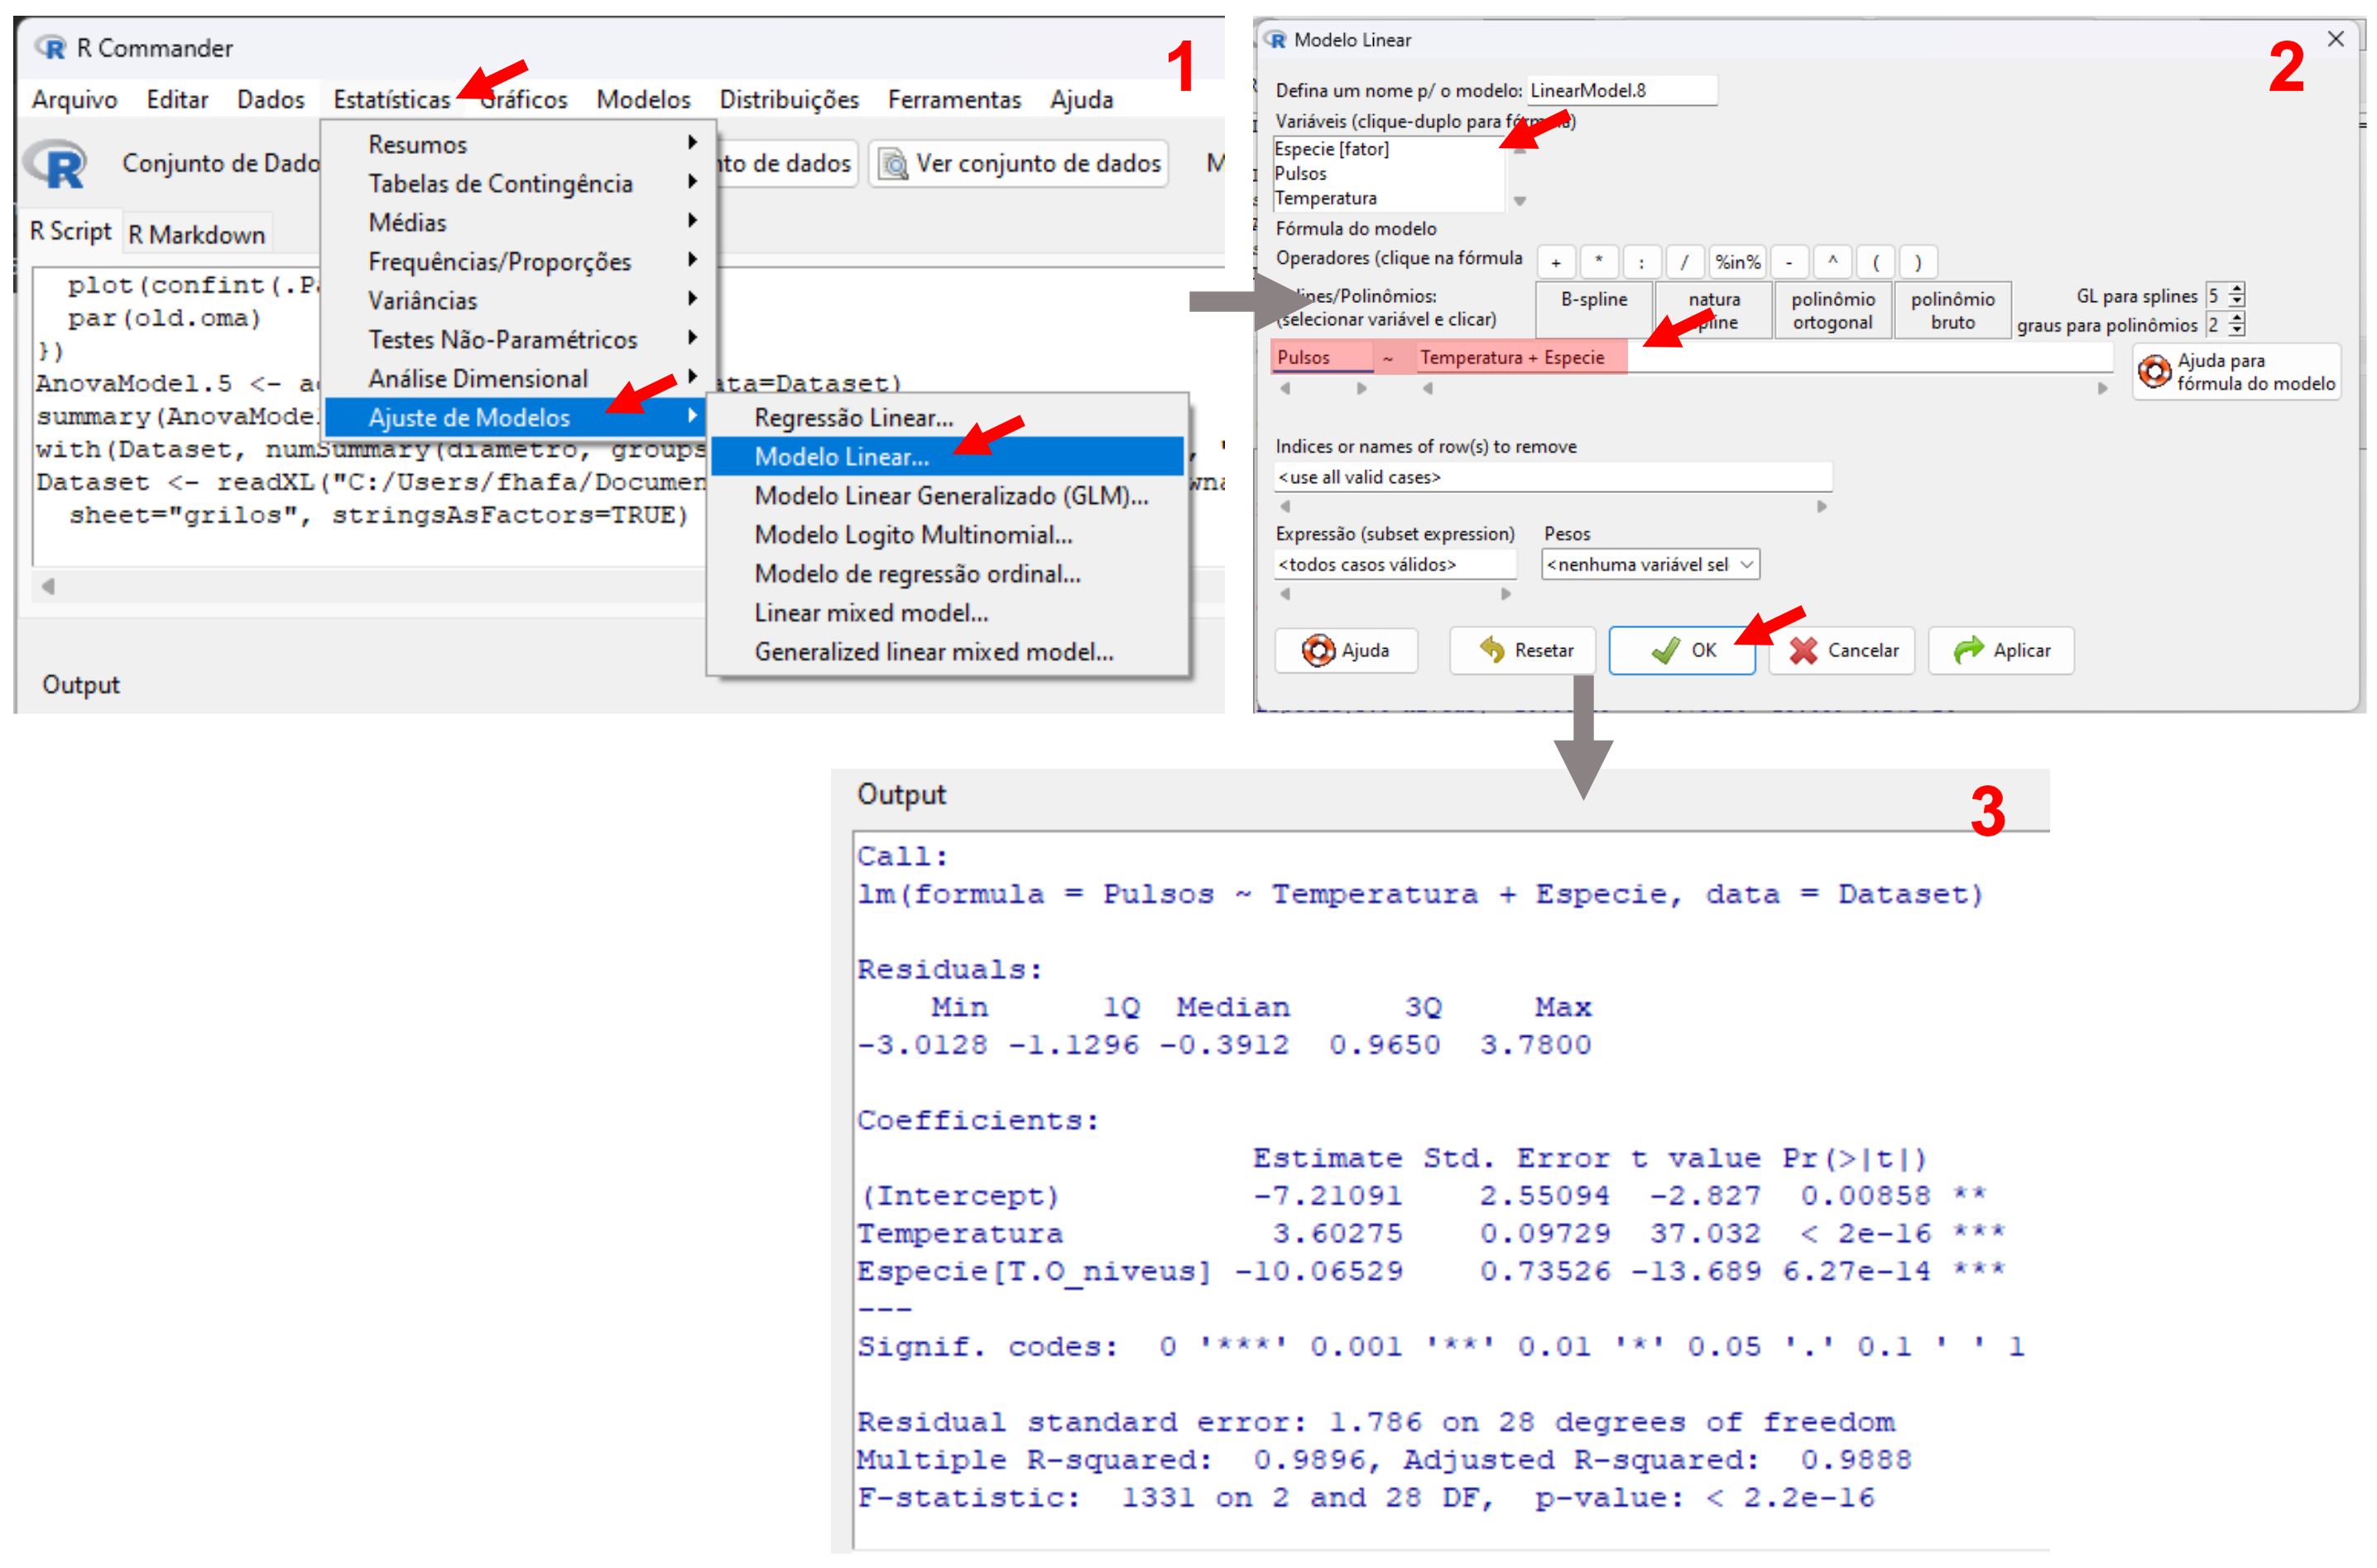 R Commander
1
Arquivo Editar Dados Estatísticas Gráficos Modelos Distribuições Ferramentas Ajuda
Conjunto de Dado
nto de dados
Ver conjunto de dados
M
R Script R Markdown
Resumos
Tabelas de Contingência
Médias
Frequências/Proporções
Variâncias
Testes Não-Paramétricos
Análise Dimensional
Ajuste de Modelos
Regressão Linear...
Modelo Linear...
Modelo Linear Generalizado (GLM)...
Modelo Logito Multinomial...
Modelo de regressão ordinal...
Linear mixed model...
Generalized linear mixed model...
plot(confint(.P
par(old.oma)
})
AnovaModel.5 <- a ata=Dataset)
summary(AnovaModel
with(Dataset, numSummary(diametro, groups
Dataset <- readXL("C:/Users/fhafa/Documen
sheet="grilos", stringsAsFactors=TRUE)
Output
Modelo Linear
2
Defina um nome p/ o modelo: LinearModel.8
Variáveis (clique-duplo para fórmula)
Especie [fator]
Pulsos
Temperatura
Fórmula do modelo
Operadores (clique na fórmula + * : / %in% - ^ ( )
lines/Polinômios:
(selecionar variável e clicar)
B-spline
natura
pline
polinômio
ortogonal
polinômio
bruto
GL para splines 5
graus para polinômios 2
Pulsos ~ Temperatura + Especie
Ajuda para
fórmula do modelo
Indices or names of row(s) to remove
<use all valid cases>
Expressão (subset expression) Pesos
<todos casos válidos> <nenhuma variável sel
Ajuda Resetar OK Cancelar Aplicar
Output
3
Call:
lm(formula = Pulsos ~ Temperatura + Especie, data = Dataset)
Residuals:
Min 1Q Median 3Q Max
-3.0128 -1.1296 -0.3912 0.9650 3.7800
Coefficients:
Estimate Std. Error t value Pr(>|t|)
(Intercept) -7.21091 2.55094 -2.827 0.00858 **
Temperatura 3.60275 0.09729 37.032 < 2e-16 ***
Especie[T.O_niveus] -10.06529 0.73526 -13.689 6.27e-14 ***
---
Signif. codes: 0 '***' 0.001 '**' 0.01 '*' 0.05 '.' 0.1 ' ' 1
Residual standard error: 1.786 on 28 degrees of freedom
Multiple R-squared: 0.9896, Adjusted R-squared: 0.9888
F-statistic: 1331 on 2 and 28 DF, p-value: < 2.2e-16